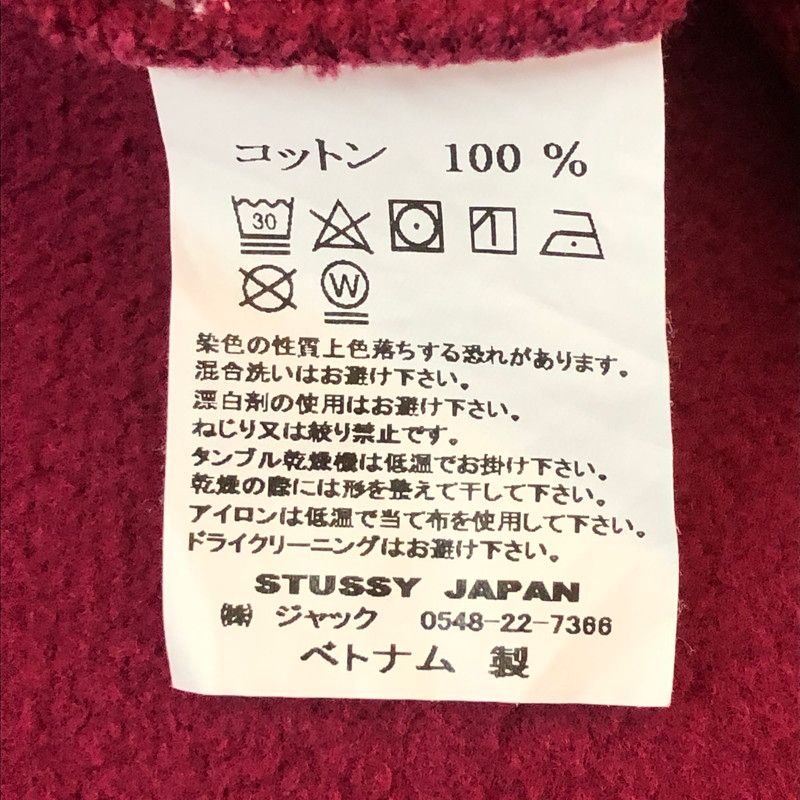 コットン 100 %
30
W
染色の性質上色落ちする恐れがあります。
混合洗いはお避け下さい。
漂白剤の使用はお避け下さい。
ねじり又は絞り禁止です。
タンブル乾燥機は低温でお掛け下さい。
乾燥の際には形を整えて干して下さい。
アイロンは低温で当て布を使用して下さい。
ドライクリーニングはお避け下さい。
STUSSY JAPAN
㈱ ジャック 0548-22-7366
ベトナム 製